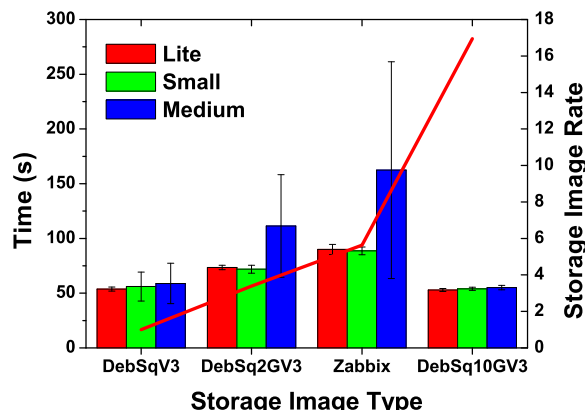 300
250
200
150
100
50
0
Time (s)
Lite
Small
Medium
18
16
14
12
10
8
6
4
2
0
Storage Image Rate
DebSqV3 DebSq2GV3 Zabbix DebSq10GV3
Storage Image Type